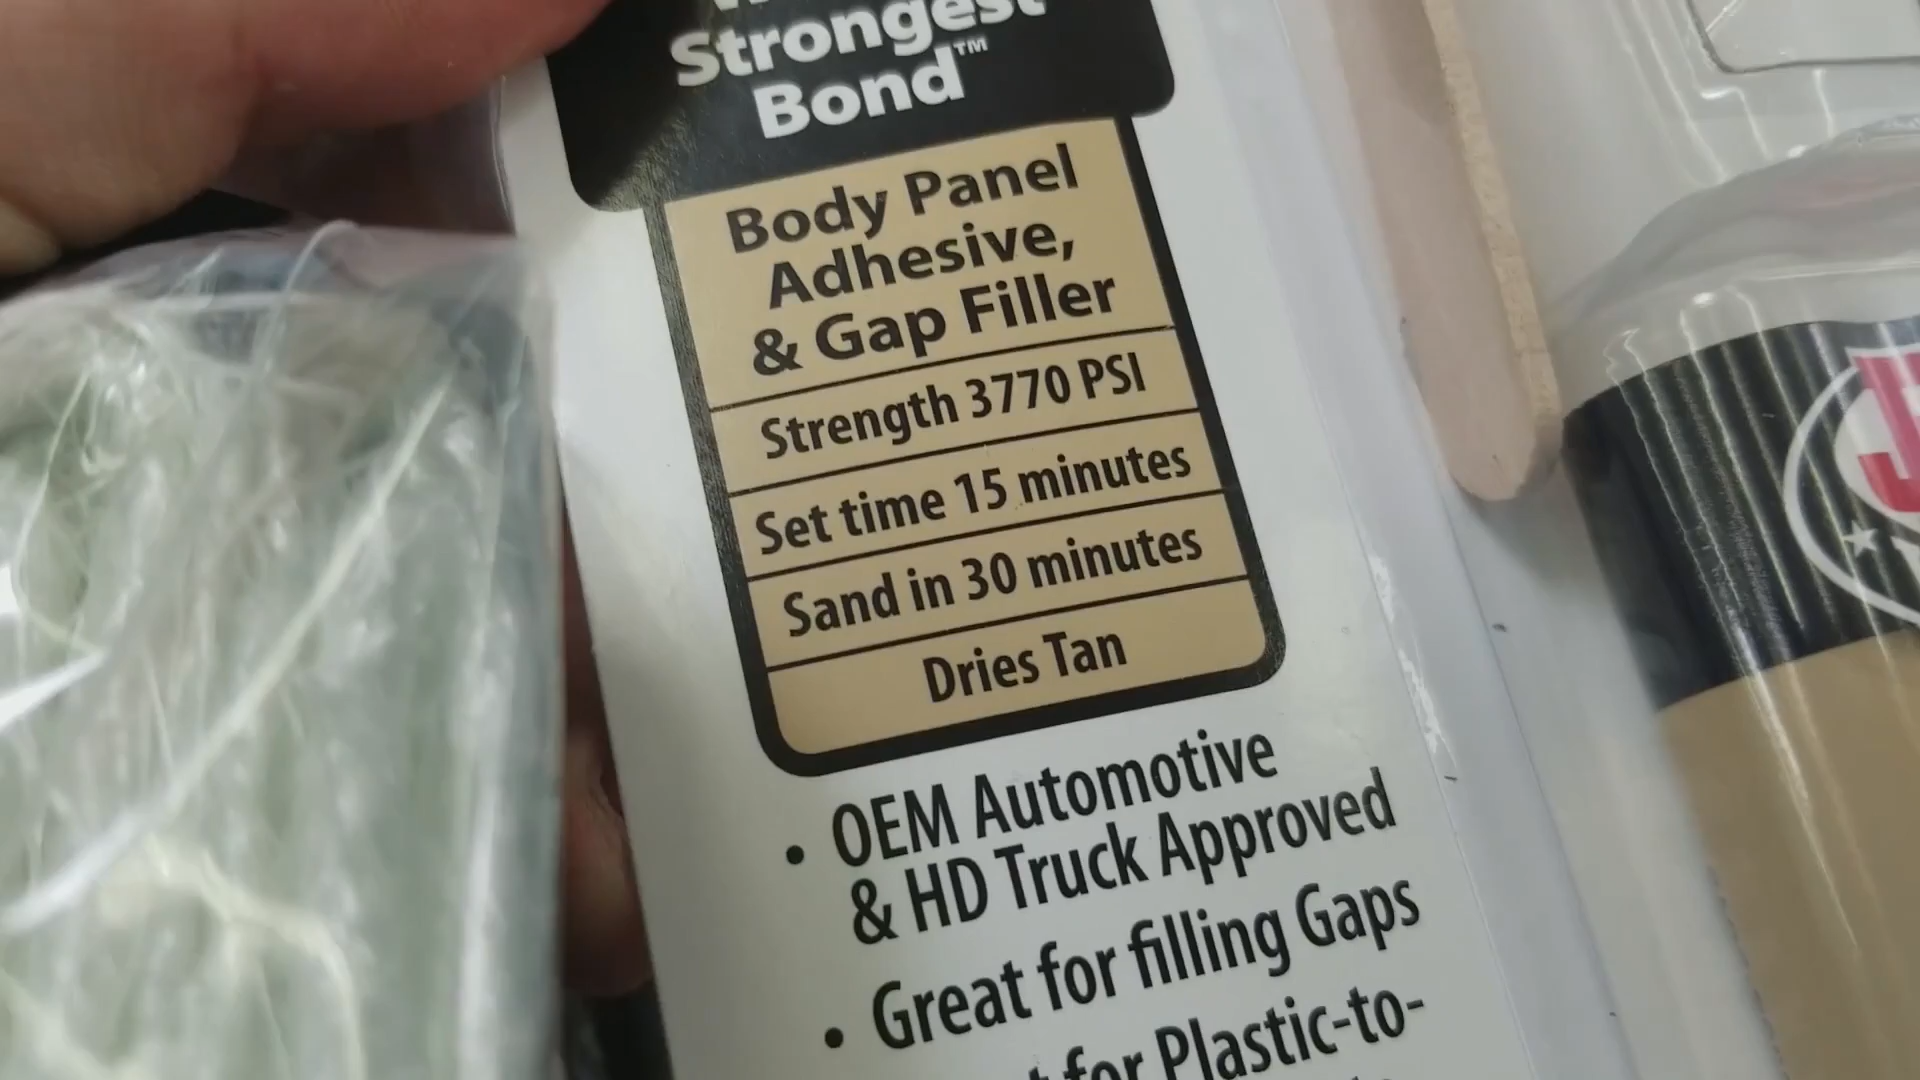 Strongest
Bond™
Body Panel
Adhesive,
& Gap Filler
Strength 3770 PSI
Set time 15 minutes
Sand in 30 minutes
Dries Tan
• OEM Automotive
& HD Truck Approved
• Great for filling Gaps
for Plastic-to-